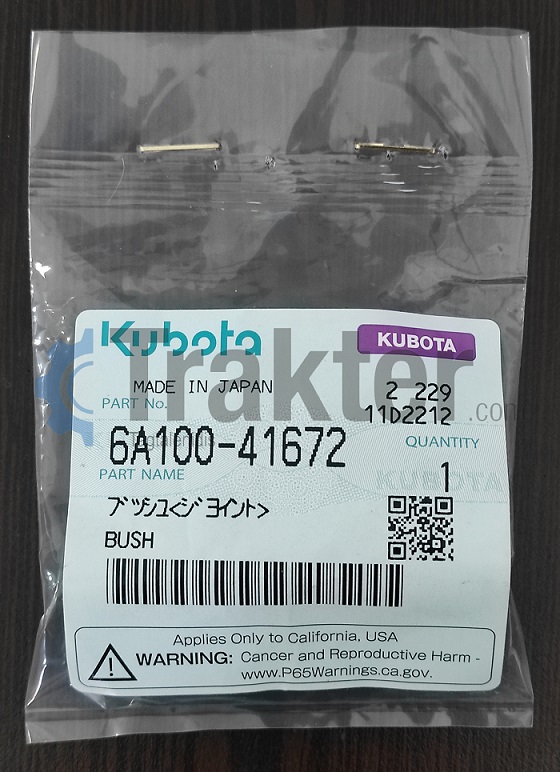 Kubota
KUBOTA
Trakter.com
MADE IN JAPAN
2 229
PART No.
11D2212
6A100-41672
QUANTITY
PART NAME
1
ブッシュ<ジョイント>
BUSH
Applies Only to California, USA
WARNING: Cancer and Reproductive Harm -
www.P65Warnings.ca.gov.